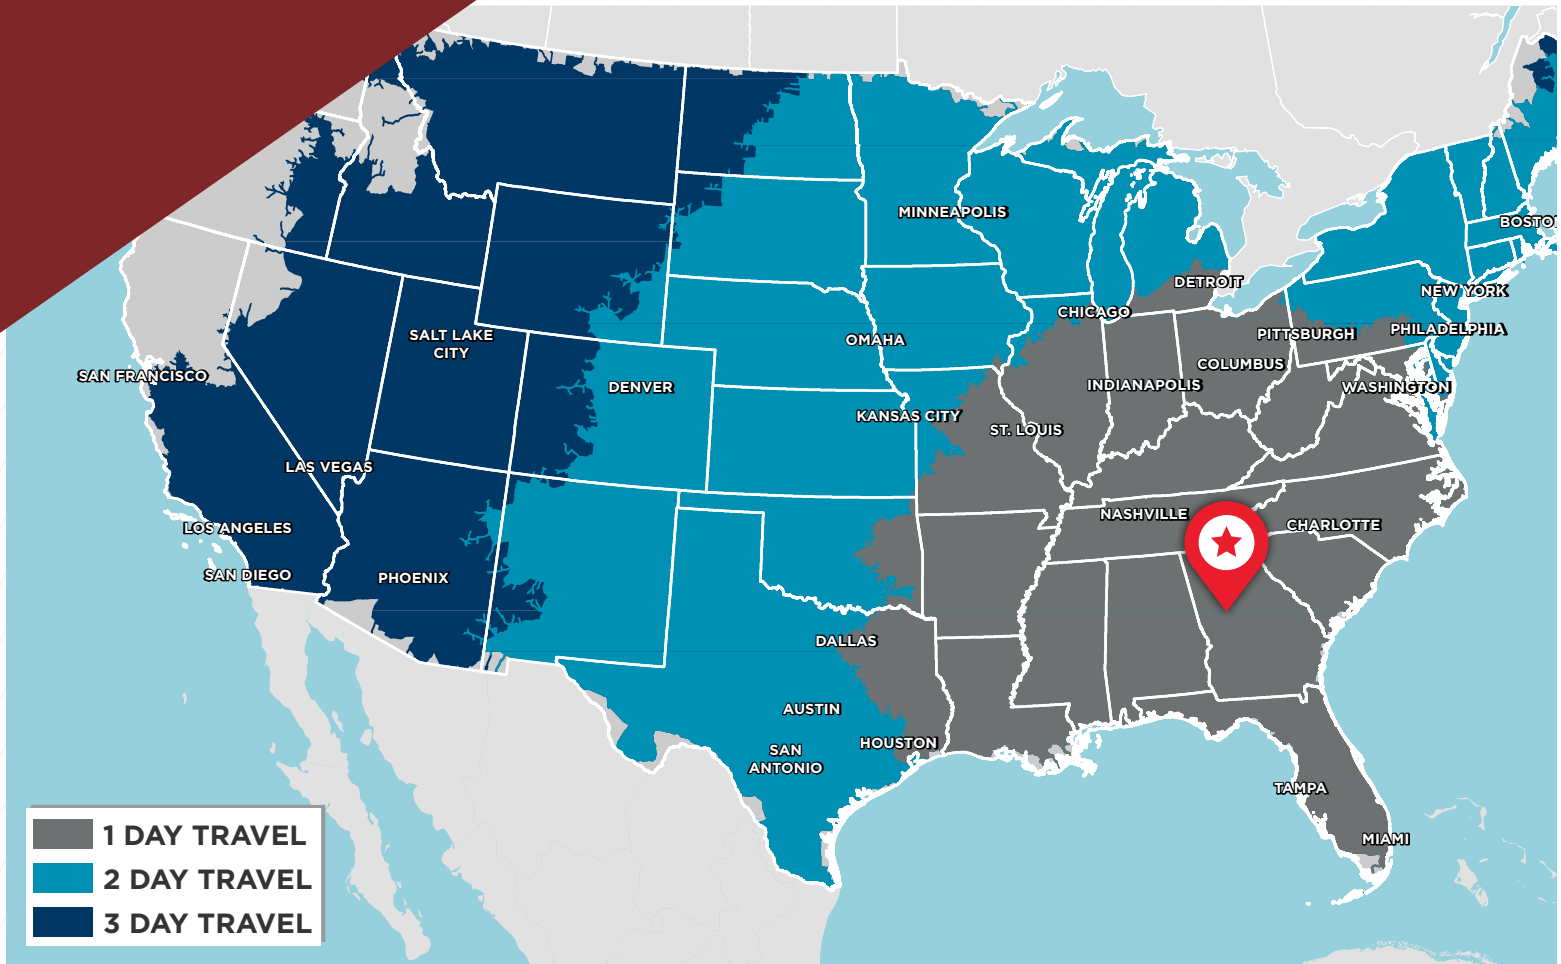 MINNEAPOLIS
BOSTO
DETROIT
NEW YORK
CHICAGO
SALT LAKE
CITY
OMAHA
PITTSBURGH
PHILADELPHIA
COLUMBUS
SAN FRANCISCO
DENVER
INDIANAPOLIS
WASHINGTON
KANSAS CITY
ST. LOUIS
LAS VEGAS
NASHVILLE
CHARLOTTE
LOS ANGELES
SAN DIEGO
PHOENIX
DALLAS
AUSTIN
HOUSTON
SAN
ANTONIO
TAMPA
MIAMI
1 DAY TRAVEL
2 DAY TRAVEL
3 DAY TRAVEL